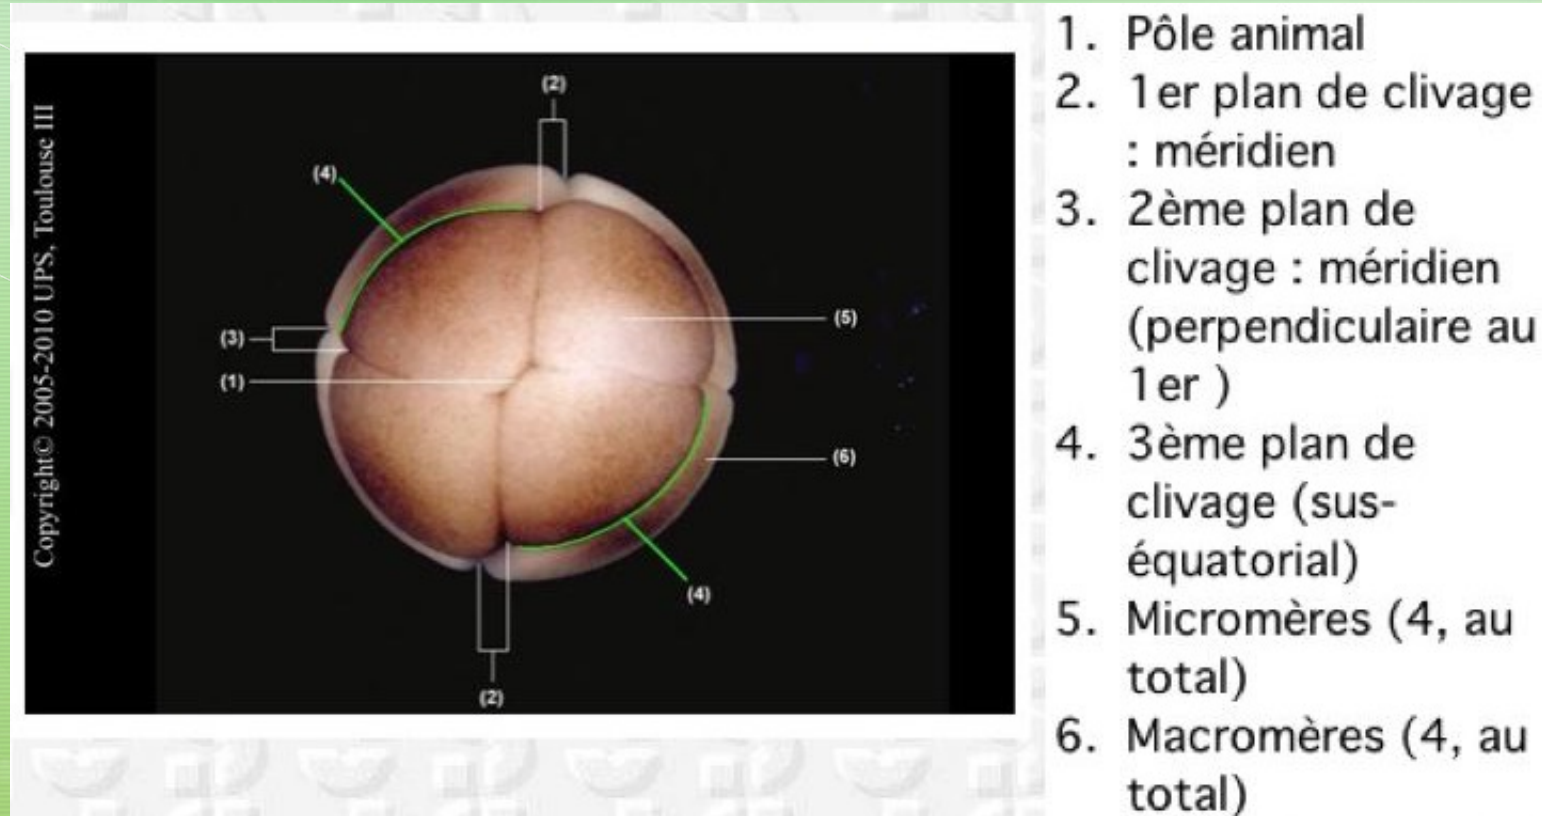 Copyright© 2005-2010 UPS, Toulouse III
(2)
(4)
(3)
(5)
(1)
(6)
(4)
(2)
1. Pôle animal
2. 1er plan de clivage
: méridien
3. 2ème plan de
clivage : méridien
(perpendiculaire au
1er )
4. 3ème plan de
clivage (sus-
équatorial)
5. Micromères (4, au
total)
6. Macromères (4, au
total)